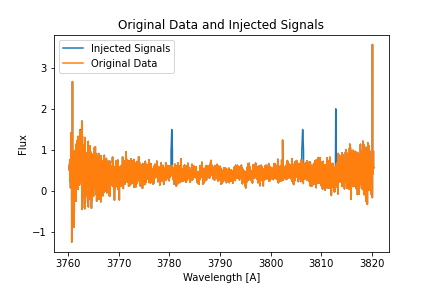 Original Data and Injected Signals
Injected Signals
Original Data
Flux
3
2
1
0
−1
3760 3770 3780 3790 3800 3810 3820
Wavelength [A]